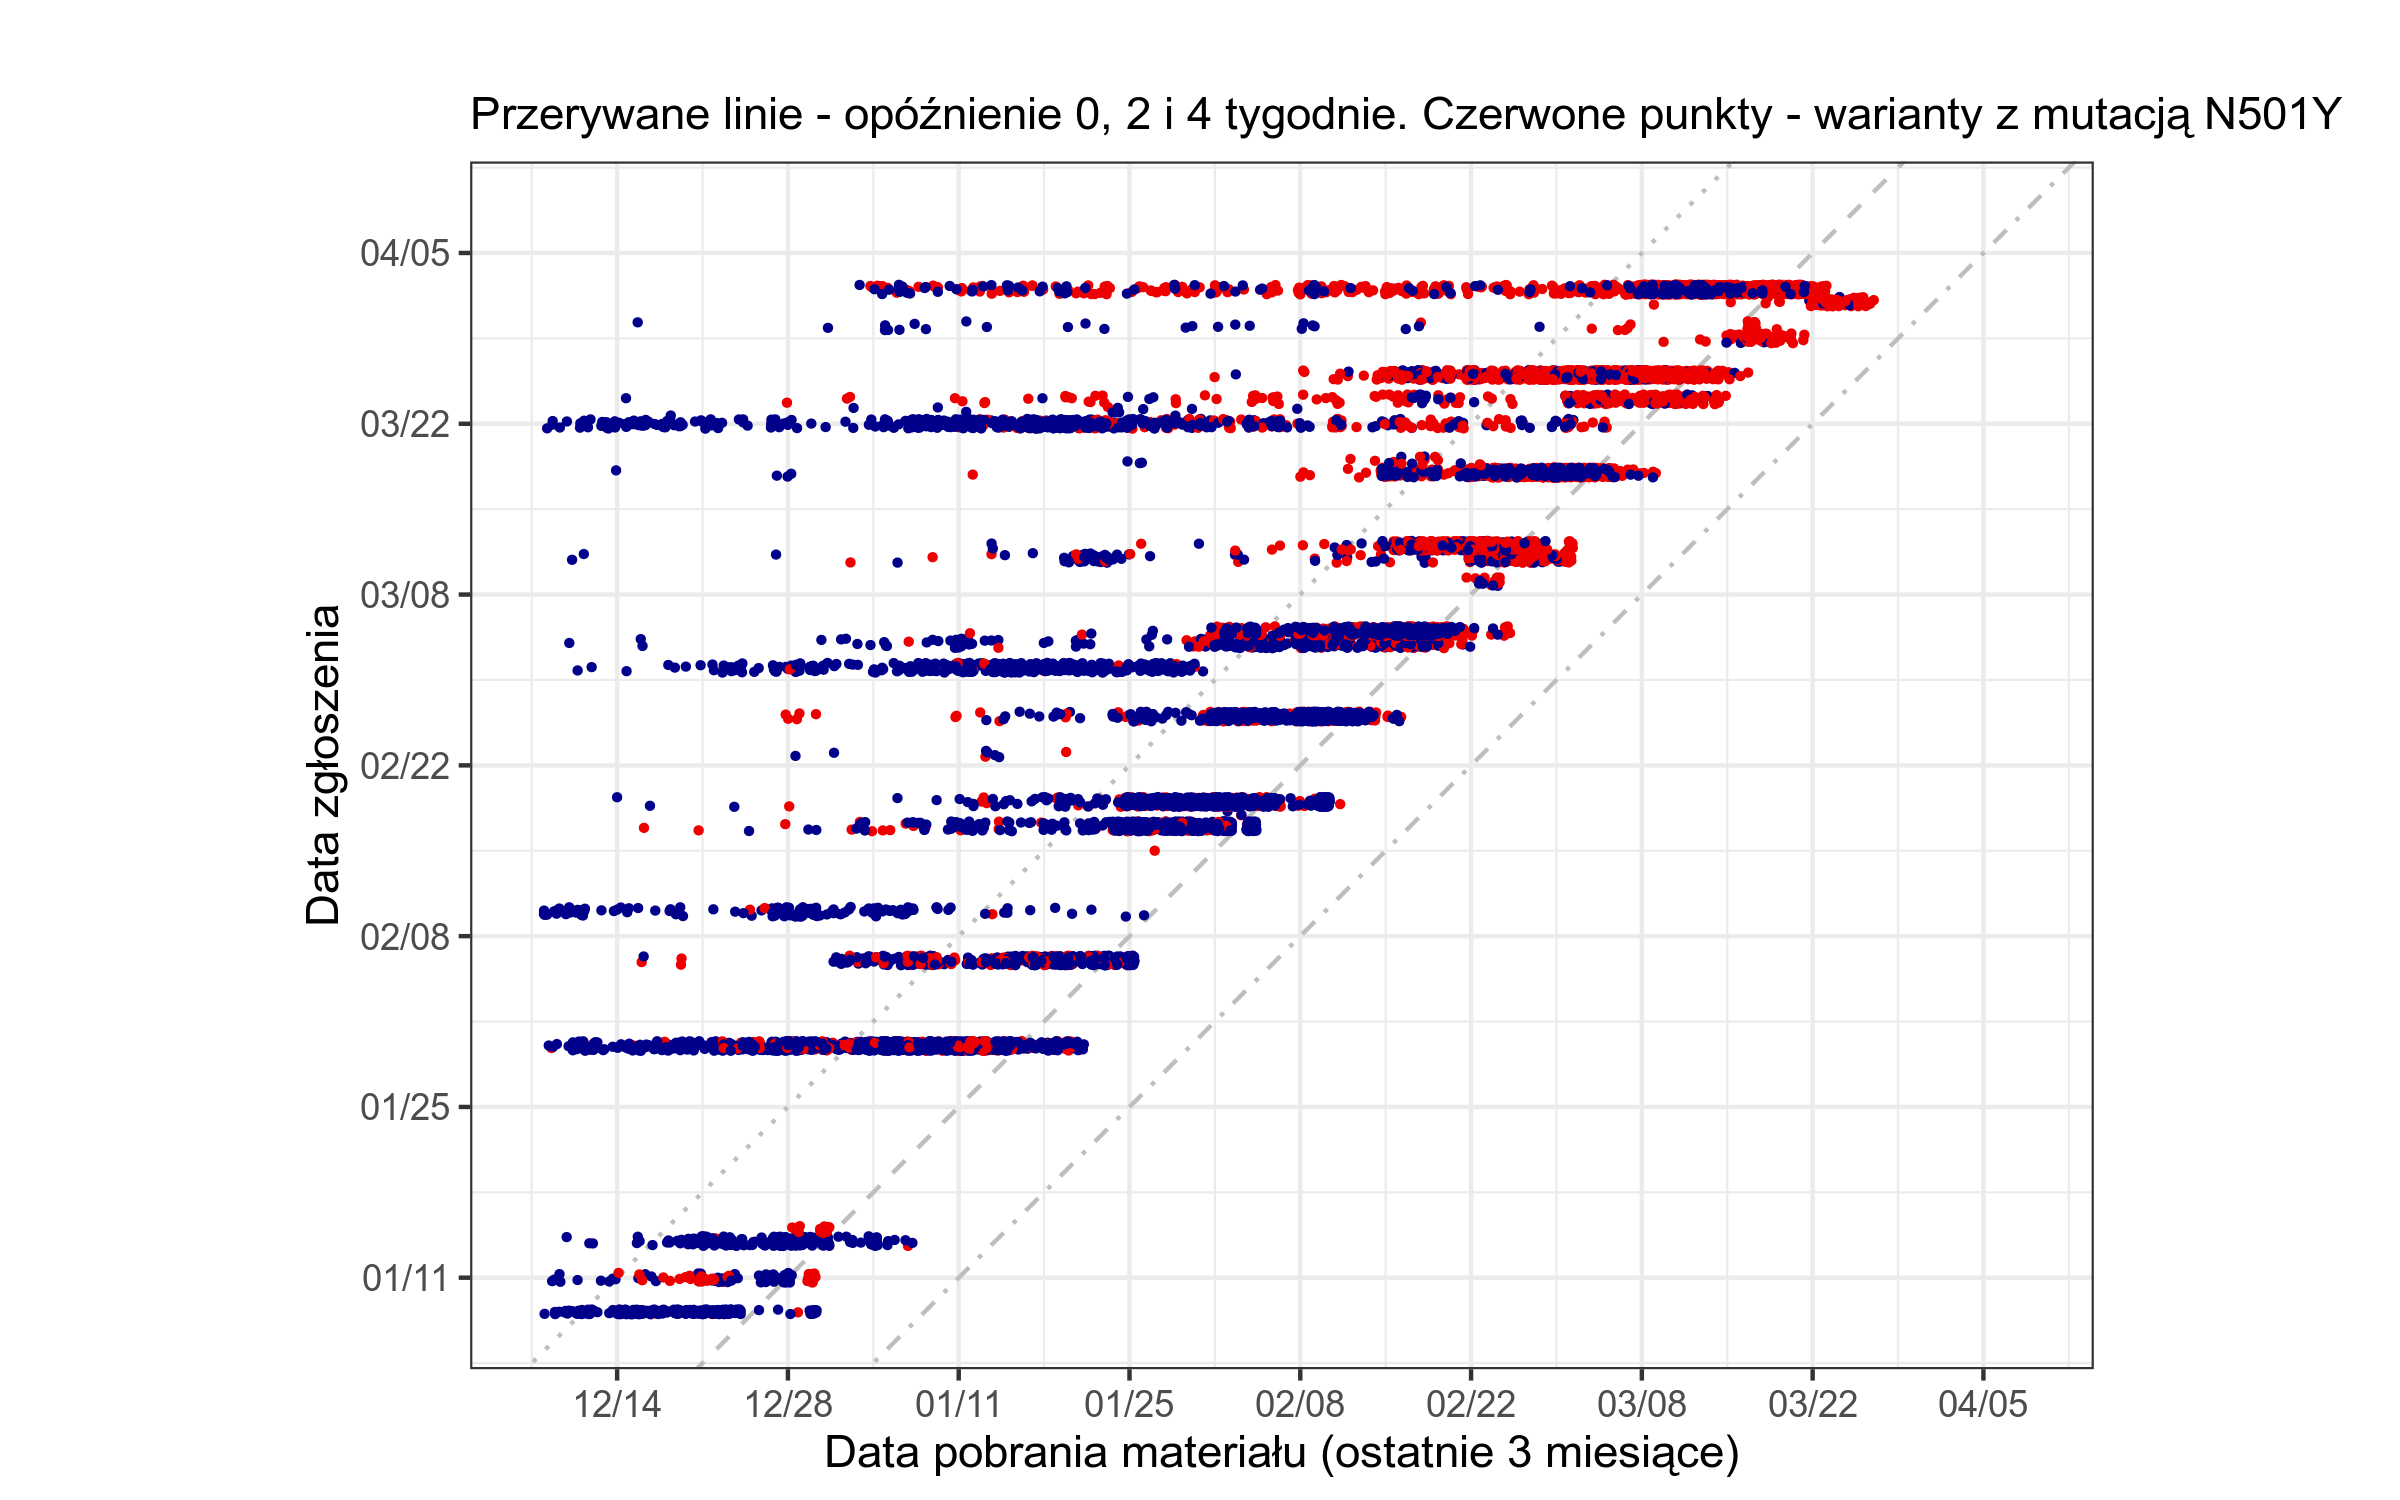 Przerywane linie - opóźnienie 0, 2 i 4 tygodnie. Czerwone punkty - warianty z mutacją N501Y
Data zgłoszenia
04/05
03/22
03/08
02/22
02/08
01/25
01/11
12/14 12/28 01/11 01/25 02/08 02/22 03/08 03/22 04/05
Data pobrania materiału (ostatnie 3 miesiące)